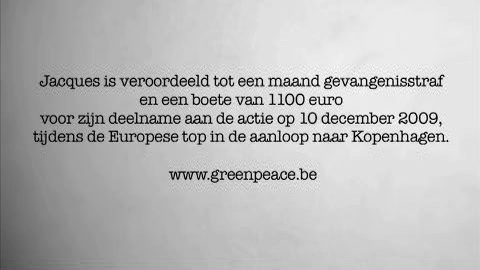 Jacques is veroordeeld tot een maand gevangenisstraf
en een boete van 1100 euro
voor zijn deelname aan de actie op 10 december 2009,
tijdens de Europese top in de aanloop naar Kopenhagen.
www.greenpeace.be